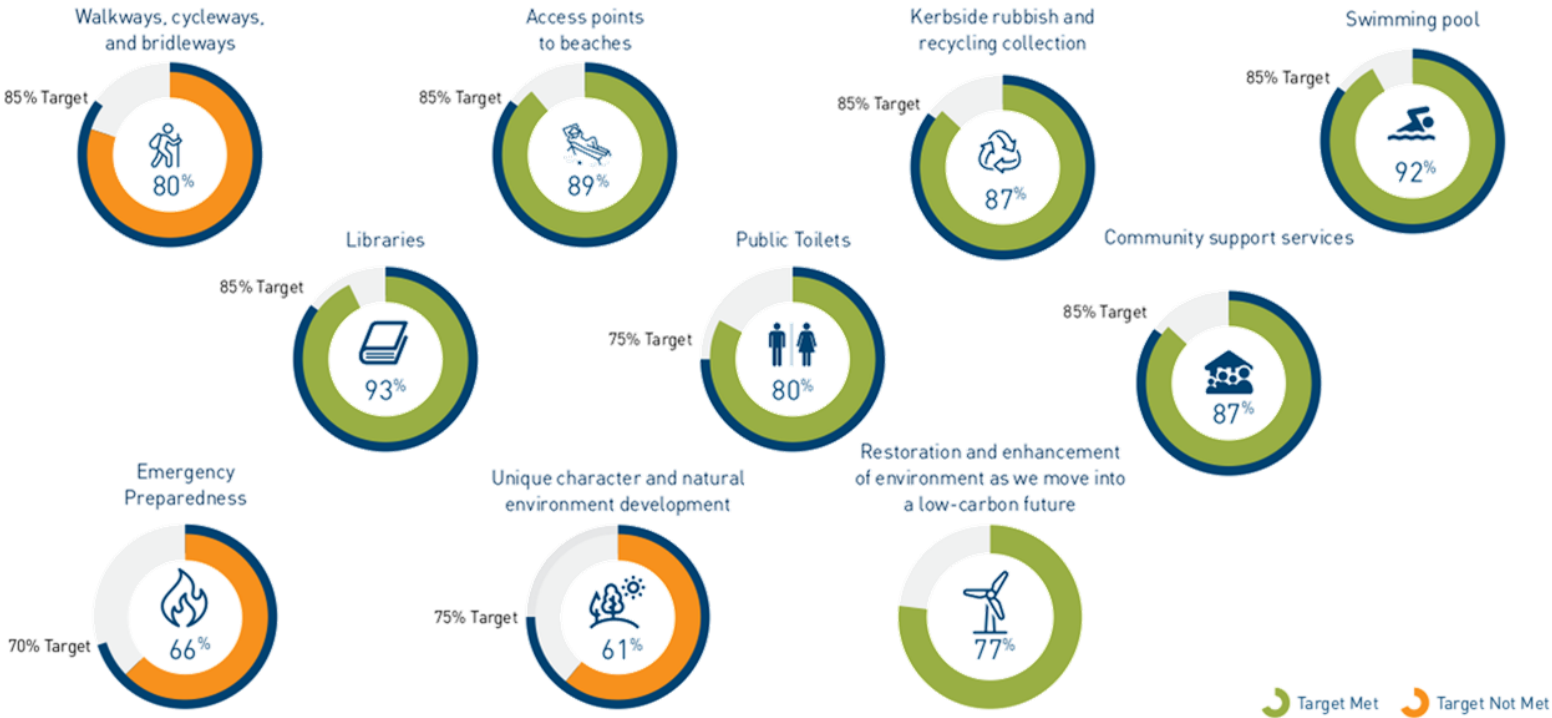 Walkways, cycleways,
and bridleways
85% Target
80%
Access points
to beaches
85% Target
89%
Kerbside rubbish and
recycling collection
85% Target
87%
Swimming pool
85% Target
92%
Libraries
85% Target
93%
Public Toilets
75% Target
80%
Community support services
85% Target
87%
Emergency
Preparedness
70% Target
66%
Unique character and natural
environment development
75% Target
61%
Restoration and enhancement
of environment as we move into
a low-carbon future
77%
Target Met
Target Not Met